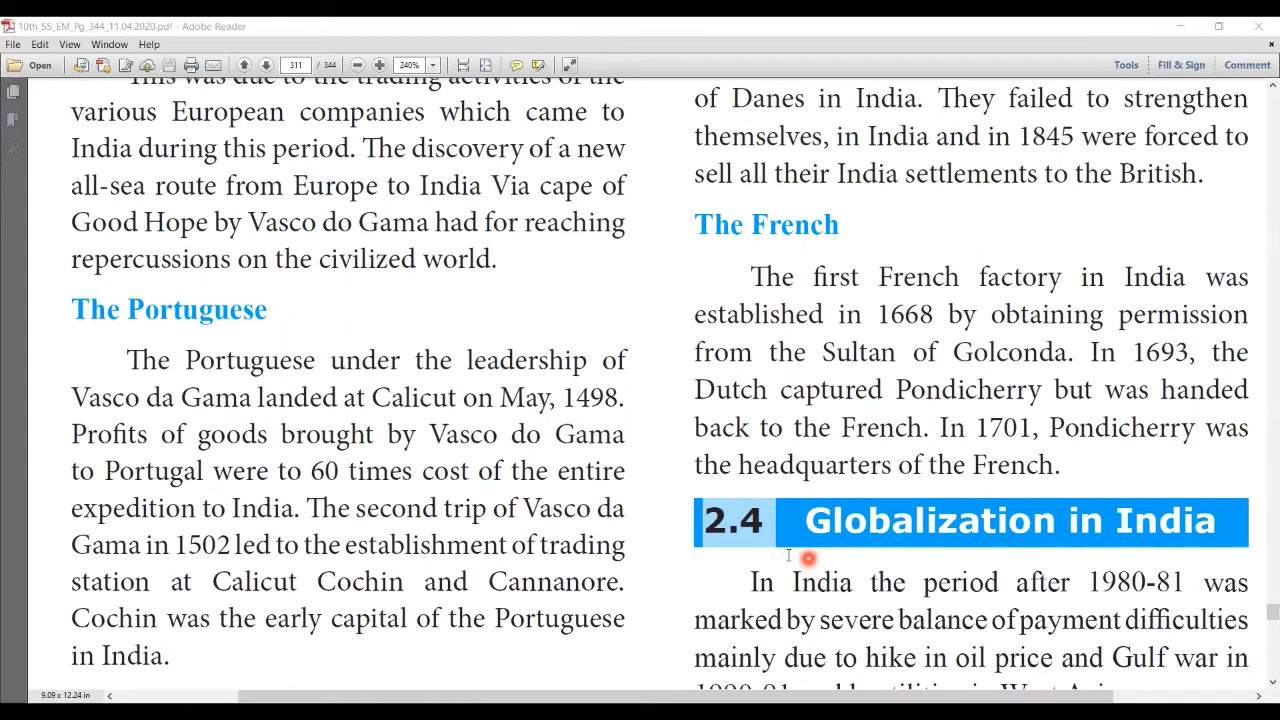 10th_SS_EM_Pg_344_11.04.2020.pdf - Adobe Reader
File Edit View Window Help
Open 311 / 344 240% Tools Fill & Sign Comment
This was due to the trading activities of the
various European companies which came to
India during this period. The discovery of a new
all-sea route from Europe to India Via cape of
Good Hope by Vasco do Gama had for reaching
repercussions on the civilized world.
The Portuguese
The Portuguese under the leadership of
Vasco da Gama landed at Calicut on May, 1498.
Profits of goods brought by Vasco do Gama
to Portugal were to 60 times cost of the entire
expedition to India. The second trip of Vasco da
Gama in 1502 led to the establishment of trading
station at Calicut Cochin and Cannanore.
Cochin was the early capital of the Portuguese
in India.
of Danes in India. They failed to strengthen
themselves, in India and in 1845 were forced to
sell all their India settlements to the British.
The French
The first French factory in India was
established in 1668 by obtaining permission
from the Sultan of Golconda. In 1693, the
Dutch captured Pondicherry but was handed
back to the French. In 1701, Pondicherry was
the headquarters of the French.
2.4 Globalization in India
In India the period after 1980-81 was
marked by severe balance of payment difficulties
mainly due to hike in oil price and Gulf war in
9.09 x 12.24 in